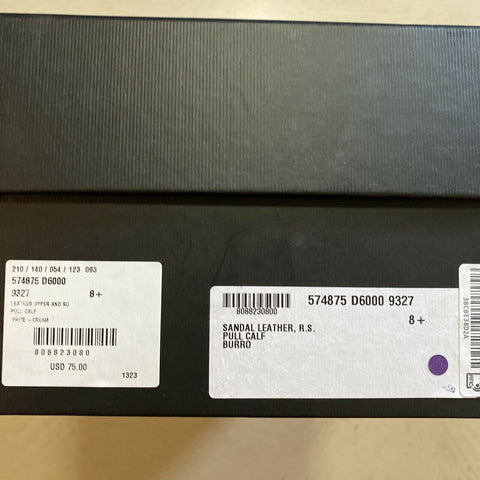 210 / 140 / 054 / 123 093
574875 D6000
9327 8+
LEATHER UPPER AND RU
PULL CALF
WHITE - CREAM
808823080
USD 75.00
1323
574875 D6000 9327
8088230800
8+
SANDAL LEATHER, R.S.
PULL CALF
BURRO